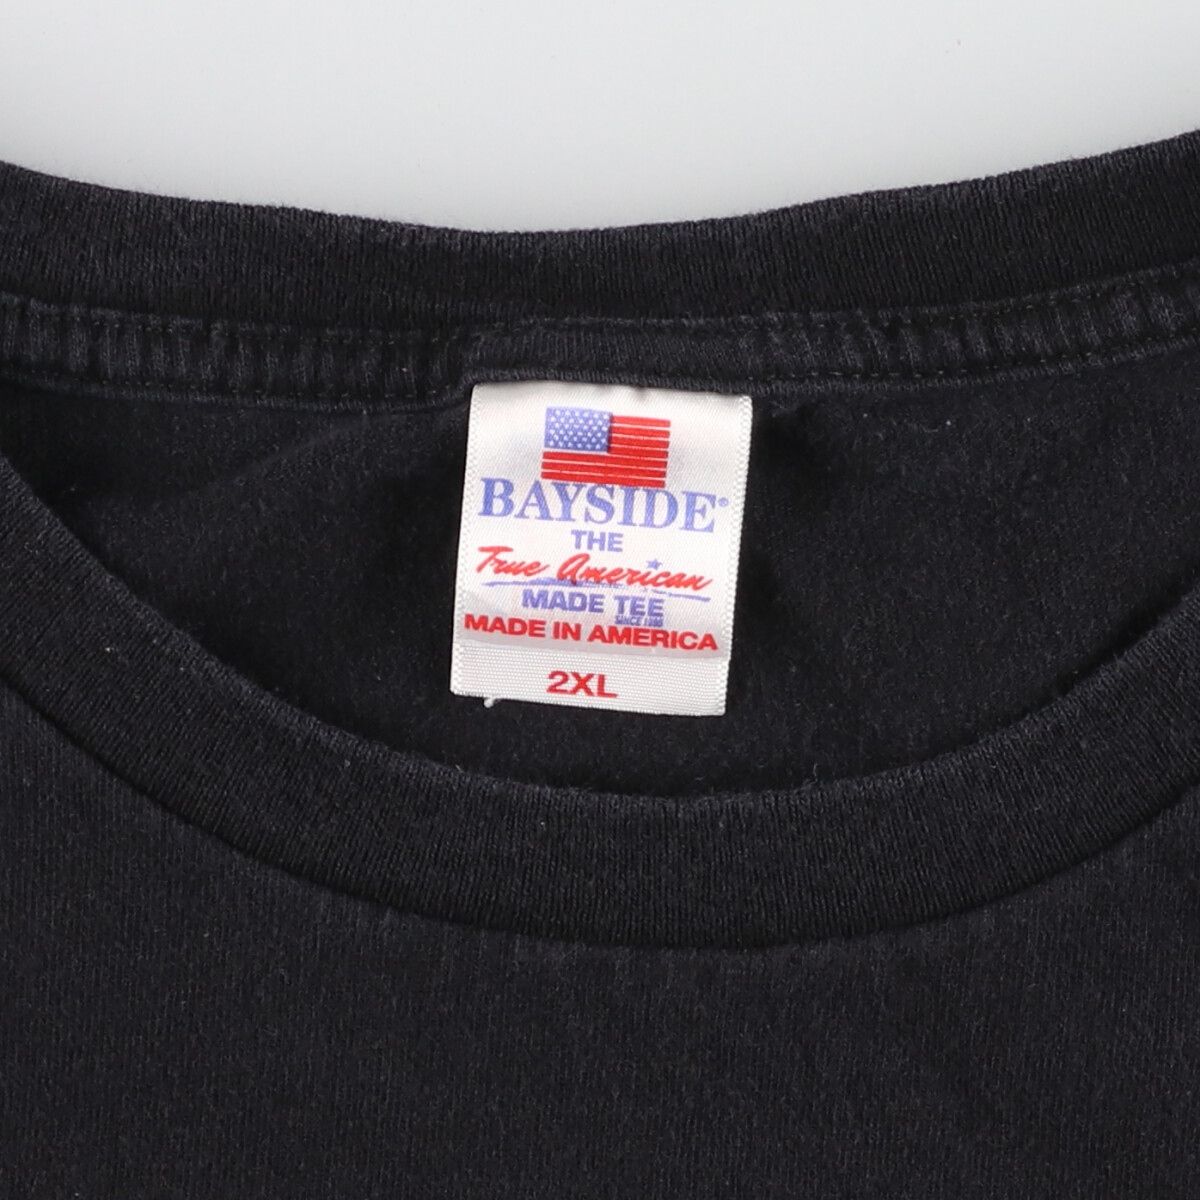 BAYSIDE®
THE
True American
MADE TEE
MADE IN AMERICA
2XL